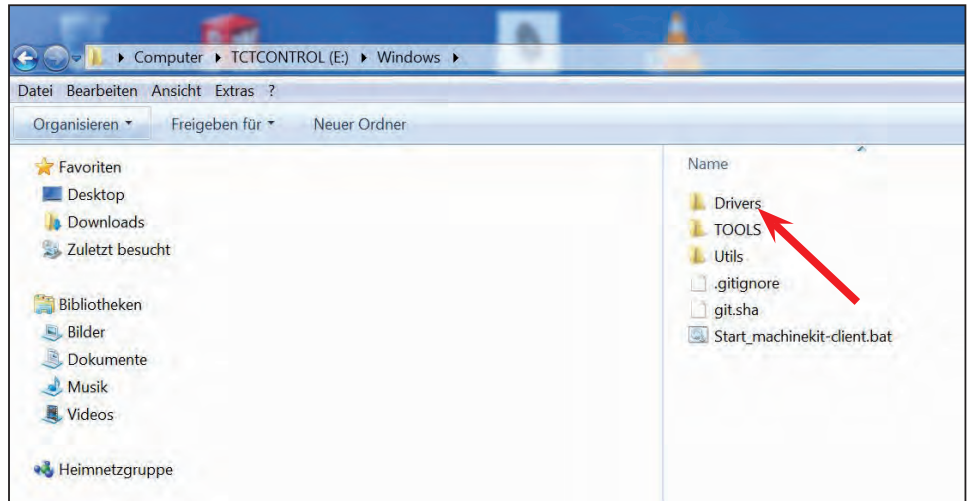 Computer ▸ TCTCONTROL (E:) ▸ Windows ▸
Datei Bearbeiten Ansicht Extras ?
Organisieren Freigeben für Neuer Ordner
Favoriten
Desktop
Downloads
Zuletzt besucht
Bibliotheken
Bilder
Dokumente
Musik
Videos
Heimnetzgruppe
Name
Drivers
TOOLS
Utils
.gitignore
git.sha
Start_machinekit-client.bat